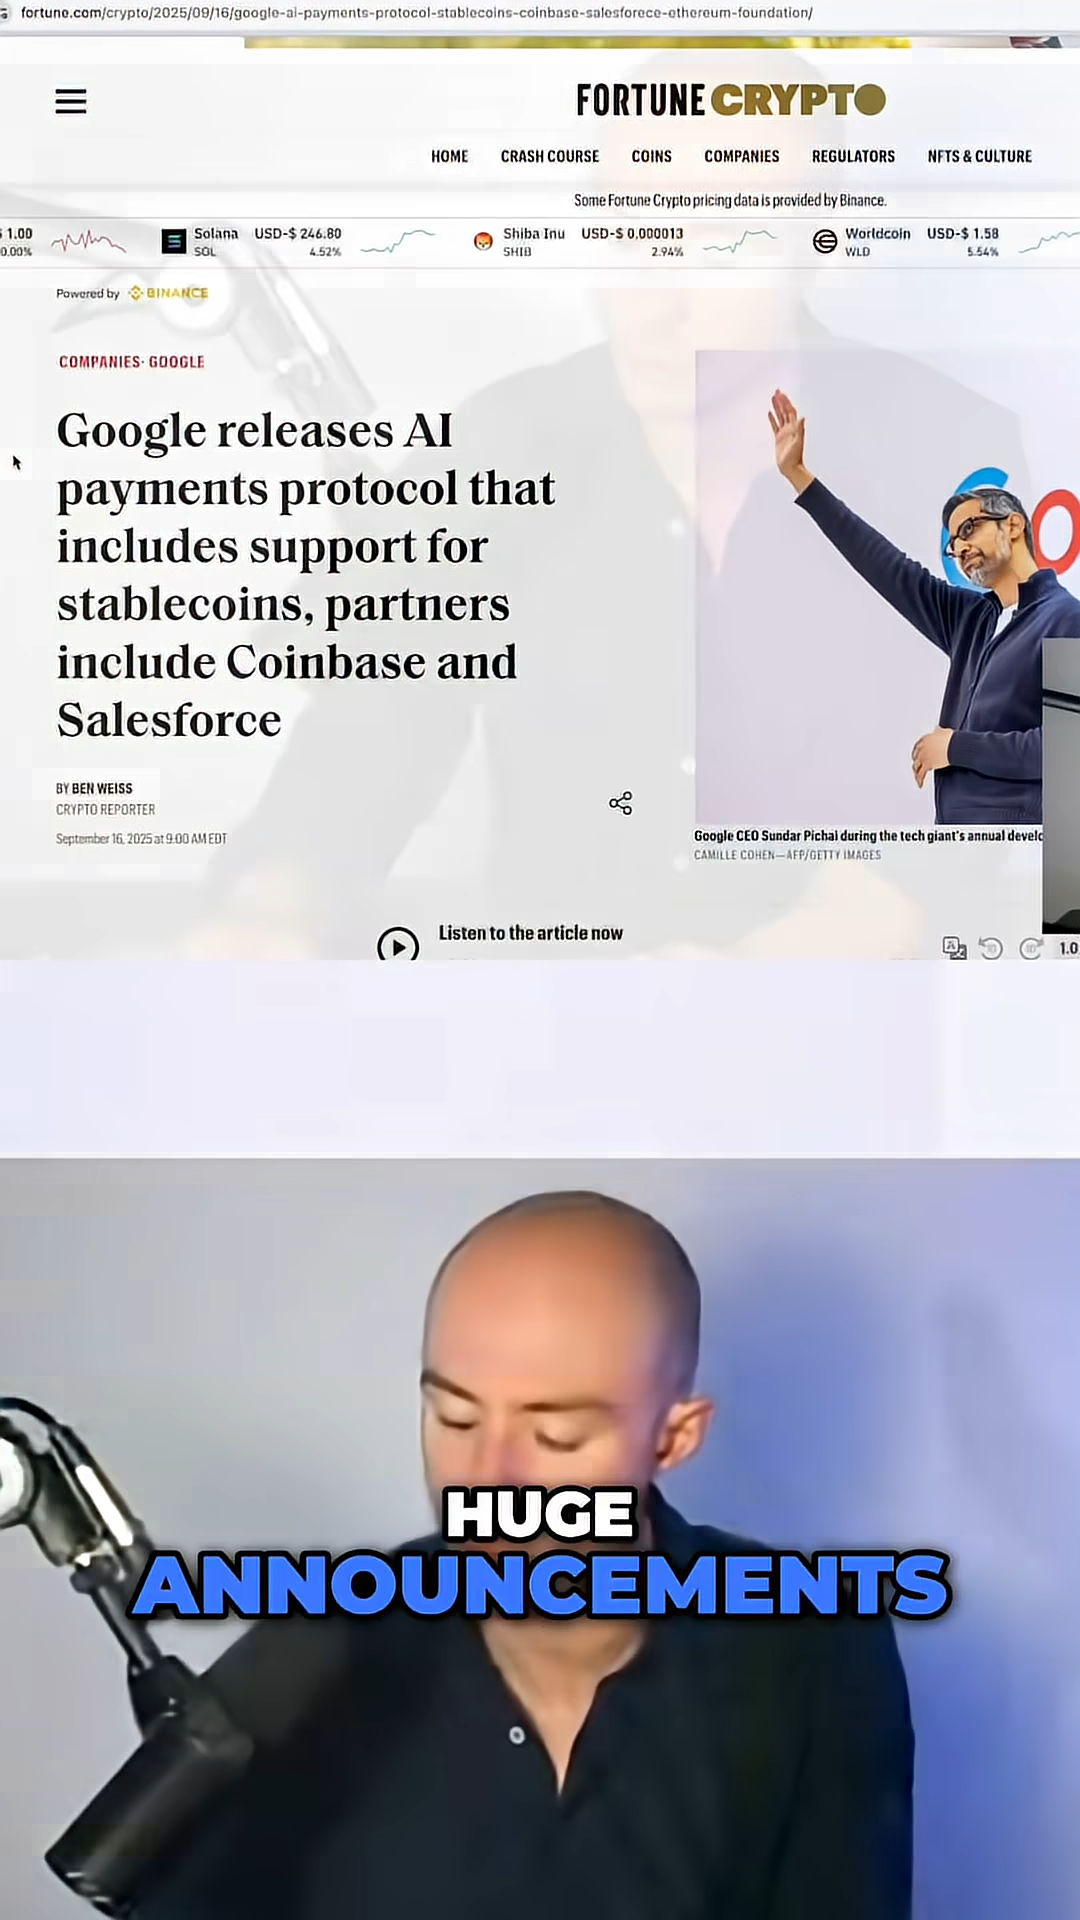 fortune.com/crypto/2025/09/16/google-ai-payments-protocol-stablecoins-coinbase-salesforece-ethereum-foundation/
FORTUNE CRYPTO
HOME CRASH COURSE COINS COMPANIES REGULATORS NFTS & CULTURE
Some Fortune Crypto pricing data is provided by Binance.
1.00 Solana USD-$ 246.80 Shiba Inu USD-$ 0.000013 Worldcoin USD-$ 1.58
0.00% SOL 4.52% SHIB 2.94% WLD 5.54%
Powered by BINANCE
COMPANIES· GOOGLE
Google releases AI
payments protocol that
includes support for
stablecoins, partners
include Coinbase and
Salesforce
BY BEN WEISS
CRYPTO REPORTER
September 16, 2025 at 9:00 AM EDT
Google CEO Sundar Pichai during the tech giant's annual develo
CAMILLE COHEN—AFP/GETTY IMAGES
Listen to the article now
1.0
HUGE
ANNOUNCEMENTS